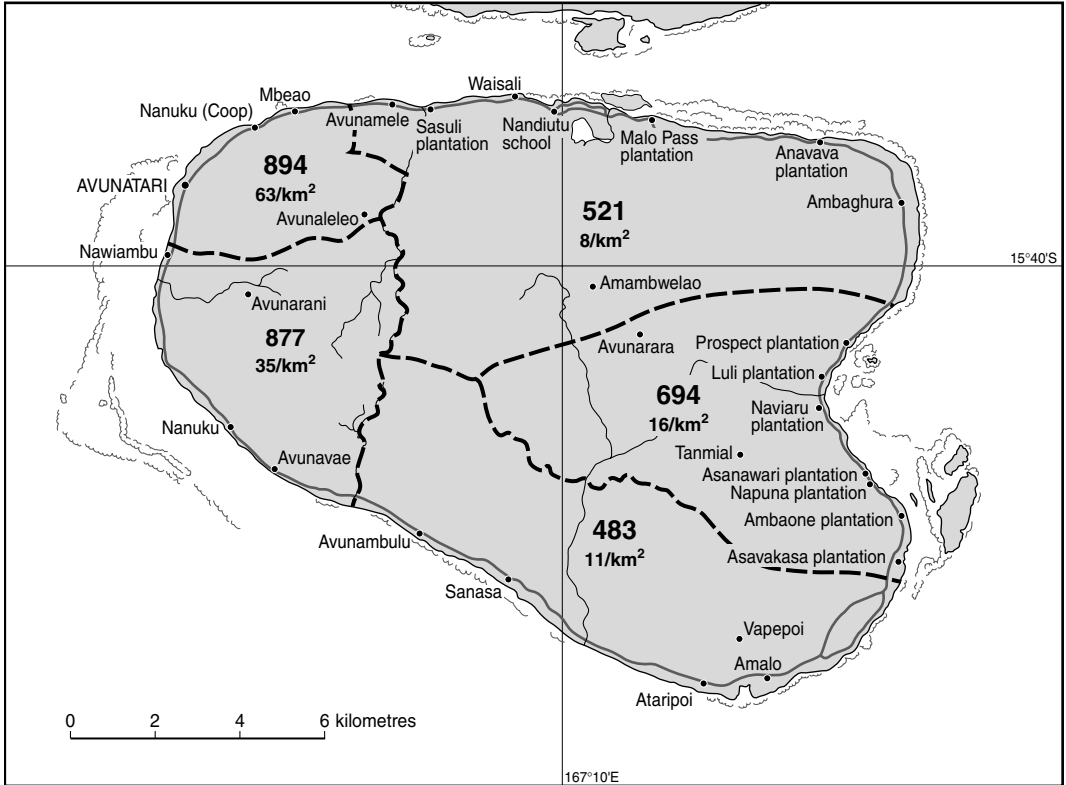 Waisali
Mbeao
Nanuku (Coop)
Avunamele
Sasuli
plantation
Nandiutu
school
Malo Pass
plantation
Anavava
plantation
894
63/km²
AVUNATARI
Ambaghura
Avunaleleo
521
8/km²
Nawiambu
15°40'S
Amambwelao
Avunarani
877
35/km²
Avunarara
Prospect plantation
Luli plantation
694
16/km²
Naviaru
plantation
Nanuku
Tanmial
Avunavae
Asanawari plantation
Napuna plantation
Ambaone plantation
483
11/km²
Avunambulu
Asavakasa plantation
Sanasa
Vapepoi
Amalo
Ataripoi
0 2 4 6 kilometres
167°10'E